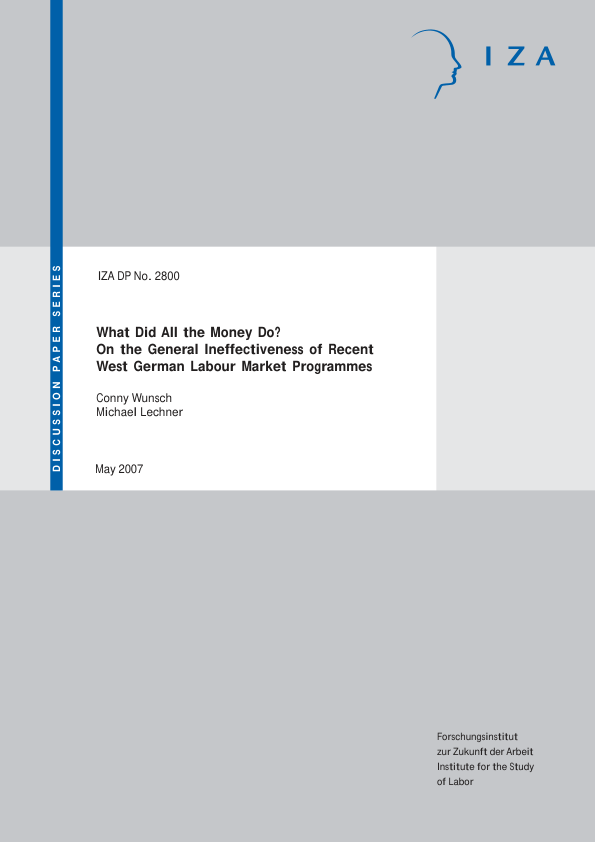 I Z A
DISCUSSION PAPER SERIES
IZA DP No. 2800
What Did All the Money Do?
On the General Ineffectiveness of Recent
West German Labour Market Programmes
Conny Wunsch
Michael Lechner
May 2007
Forschungsinstitut
zur Zukunft der Arbeit
Institute for the Study
of Labor